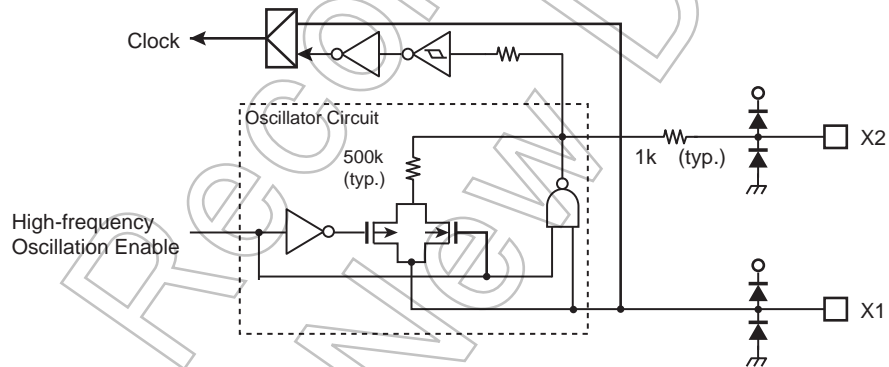 Clock
Oscillator Circuit
500k
(typ.)
1k (typ.)
X2
High-frequency
Oscillation Enable
X1